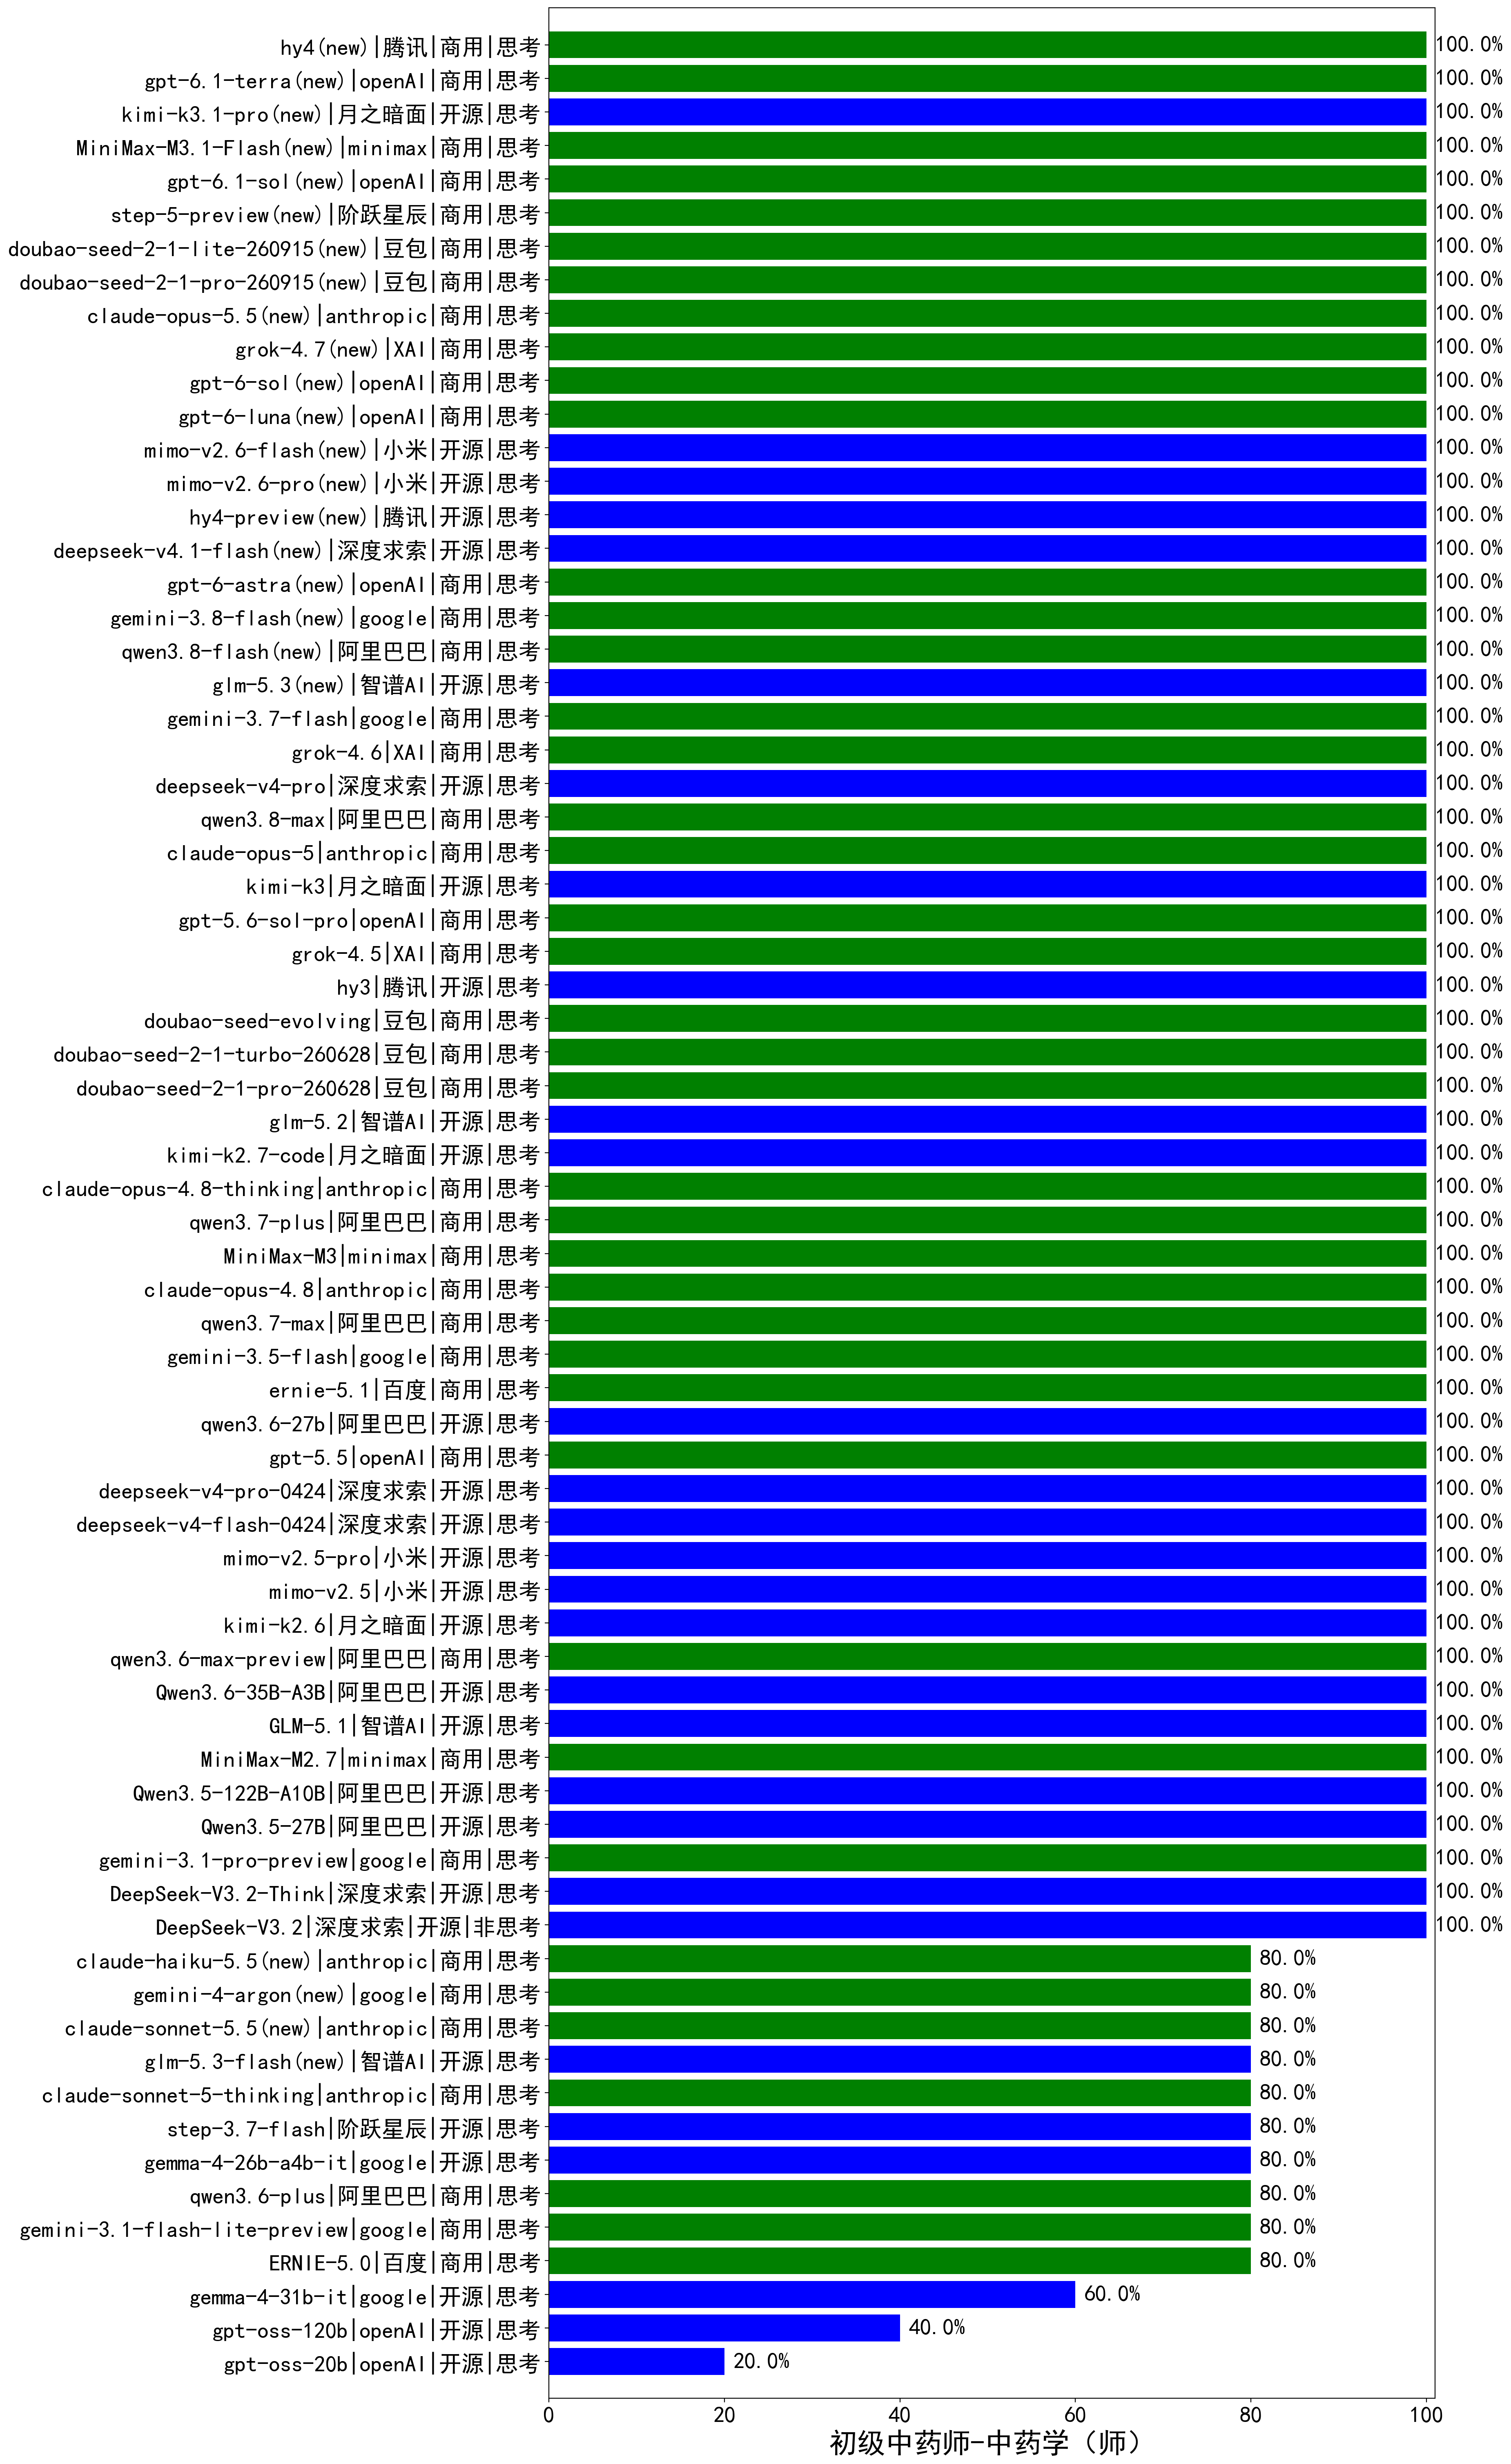 hy4(new)|腾讯|商用|思考 100.0%
gpt-6.1-terra(new)|openAI|商用|思考 100.0%
kimi-k3.1-pro(new)|月之暗面|开源|思考 100.0%
MiniMax-M3.1-Flash(new)|minimax|商用|思考 100.0%
gpt-6.1-sol(new)|openAI|商用|思考 100.0%
step-5-preview(new)|阶跃星辰|商用|思考 100.0%
doubao-seed-2-1-lite-260915(new)|豆包|商用|思考 100.0%
doubao-seed-2-1-pro-260915(new)|豆包|商用|思考 100.0%
claude-opus-5.5(new)|anthropic|商用|思考 100.0%
grok-4.7(new)|XAI|商用|思考 100.0%
gpt-6-sol(new)|openAI|商用|思考 100.0%
gpt-6-luna(new)|openAI|商用|思考 100.0%
mimo-v2.6-flash(new)|小米|开源|思考 100.0%
mimo-v2.6-pro(new)|小米|开源|思考 100.0%
hy4-preview(new)|腾讯|开源|思考 100.0%
deepseek-v4.1-flash(new)|深度求索|开源|思考 100.0%
gpt-6-astra(new)|openAI|商用|思考 100.0%
gemini-3.8-flash(new)|google|商用|思考 100.0%
qwen3.8-flash(new)|阿里巴巴|商用|思考 100.0%
glm-5.3(new)|智谱AI|开源|思考 100.0%
gemini-3.7-flash|google|商用|思考 100.0%
grok-4.6|XAI|商用|思考 100.0%
deepseek-v4-pro|深度求索|开源|思考 100.0%
qwen3.8-max|阿里巴巴|商用|思考 100.0%
claude-opus-5|anthropic|商用|思考 100.0%
kimi-k3|月之暗面|开源|思考 100.0%
gpt-5.6-sol-pro|openAI|商用|思考 100.0%
grok-4.5|XAI|商用|思考 100.0%
hy3|腾讯|开源|思考 100.0%
doubao-seed-evolving|豆包|商用|思考 100.0%
doubao-seed-2-1-turbo-260628|豆包|商用|思考 100.0%
doubao-seed-2-1-pro-260628|豆包|商用|思考 100.0%
glm-5.2|智谱AI|开源|思考 100.0%
kimi-k2.7-code|月之暗面|开源|思考 100.0%
claude-opus-4.8-thinking|anthropic|商用|思考 100.0%
qwen3.7-plus|阿里巴巴|商用|思考 100.0%
MiniMax-M3|minimax|商用|思考 100.0%
claude-opus-4.8|anthropic|商用|思考 100.0%
qwen3.7-max|阿里巴巴|商用|思考 100.0%
gemini-3.5-flash|google|商用|思考 100.0%
ernie-5.1|百度|商用|思考 100.0%
qwen3.6-27b|阿里巴巴|开源|思考 100.0%
gpt-5.5|openAI|商用|思考 100.0%
deepseek-v4-pro-0424|深度求索|开源|思考 100.0%
deepseek-v4-flash-0424|深度求索|开源|思考 100.0%
mimo-v2.5-pro|小米|开源|思考 100.0%
mimo-v2.5|小米|开源|思考 100.0%
kimi-k2.6|月之暗面|开源|思考 100.0%
qwen3.6-max-preview|阿里巴巴|商用|思考 100.0%
Qwen3.6-35B-A3B|阿里巴巴|开源|思考 100.0%
GLM-5.1|智谱AI|开源|思考 100.0%
MiniMax-M2.7|minimax|商用|思考 100.0%
Qwen3.5-122B-A10B|阿里巴巴|开源|思考 100.0%
Qwen3.5-27B|阿里巴巴|开源|思考 100.0%
gemini-3.1-pro-preview|google|商用|思考 100.0%
DeepSeek-V3.2-Think|深度求索|开源|思考 100.0%
DeepSeek-V3.2|深度求索|开源|非思考 100.0%
claude-haiku-5.5(new)|anthropic|商用|思考 80.0%
gemini-4-argon(new)|google|商用|思考 80.0%
claude-sonnet-5.5(new)|anthropic|商用|思考 80.0%
glm-5.3-flash(new)|智谱AI|开源|思考 80.0%
claude-sonnet-5-thinking|anthropic|商用|思考 80.0%
step-3.7-flash|阶跃星辰|开源|思考 80.0%
gemma-4-26b-a4b-it|google|开源|思考 80.0%
qwen3.6-plus|阿里巴巴|商用|思考 80.0%
gemini-3.1-flash-lite-preview|google|商用|思考 80.0%
ERNIE-5.0|百度|商用|思考 80.0%
gemma-4-31b-it|google|开源|思考 60.0%
gpt-oss-120b|openAI|开源|思考 40.0%
gpt-oss-20b|openAI|开源|思考 20.0%
0 20 40 60 80 100
初级中药师-中药学（师）